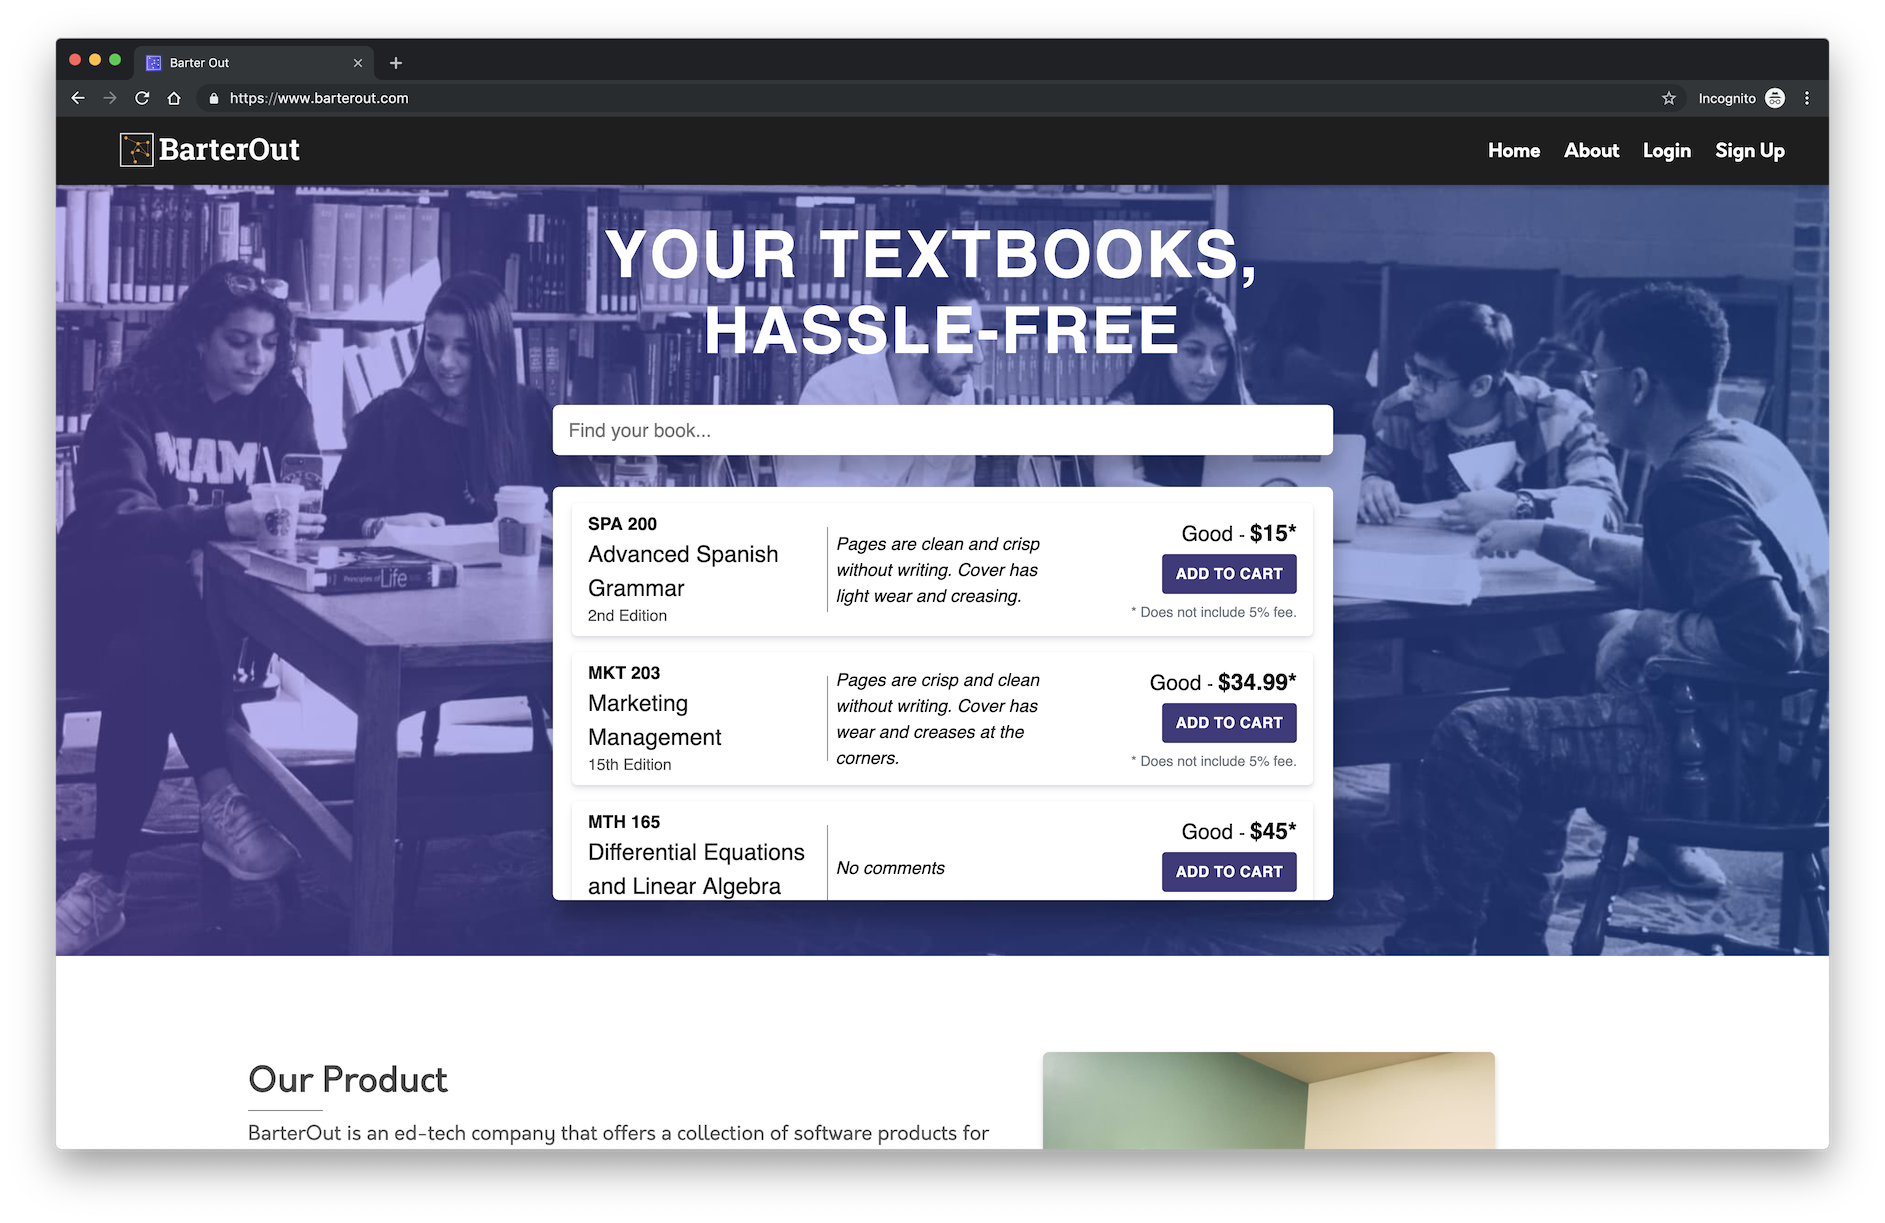 Barter Out
https://www.barterout.com
Incognito
BarterOut
Home About Login Sign Up
YOUR TEXTBOOKS,
HASSLE-FREE
Find your book...
SPA 200
Advanced Spanish
Grammar
2nd Edition
Pages are clean and crisp
without writing. Cover has
light wear and creasing.
Good - $15*
ADD TO CART
* Does not include 5% fee.
MKT 203
Marketing
Management
15th Edition
Pages are crisp and clean
without writing. Cover has
wear and creases at the
corners.
Good - $34.99*
ADD TO CART
* Does not include 5% fee.
MTH 165
Differential Equations
and Linear Algebra
No comments
Good - $45*
ADD TO CART
MIAMI
Principles of Life
Our Product
BarterOut is an ed-tech company that offers a collection of software products for